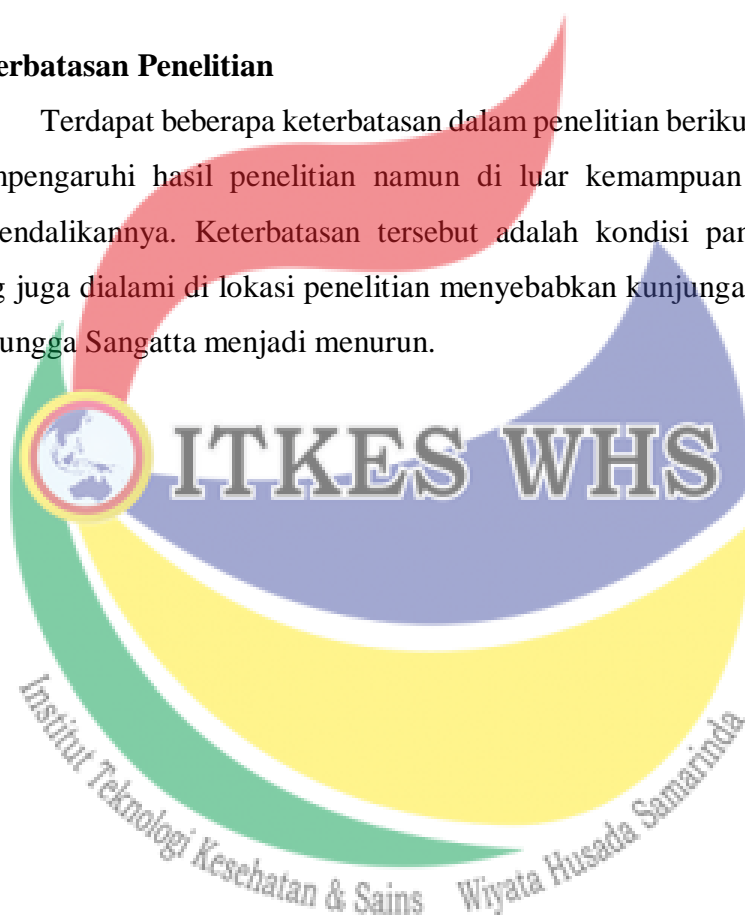 erbatasan Penelitian
Terdapat beberapa keterbatasan dalam penelitian beriku
npengaruhi hasil penelitian namun di luar kemampuan
endalikannya. Keterbatasan tersebut adalah kondisi pan
g juga dialami di lokasi penelitian menyebabkan kunjunga
ungga Sangatta menjadi menurun.
ITKES WHS
Institut Teknologi Kesehatan & Sains Wiyata Husada Samarinda